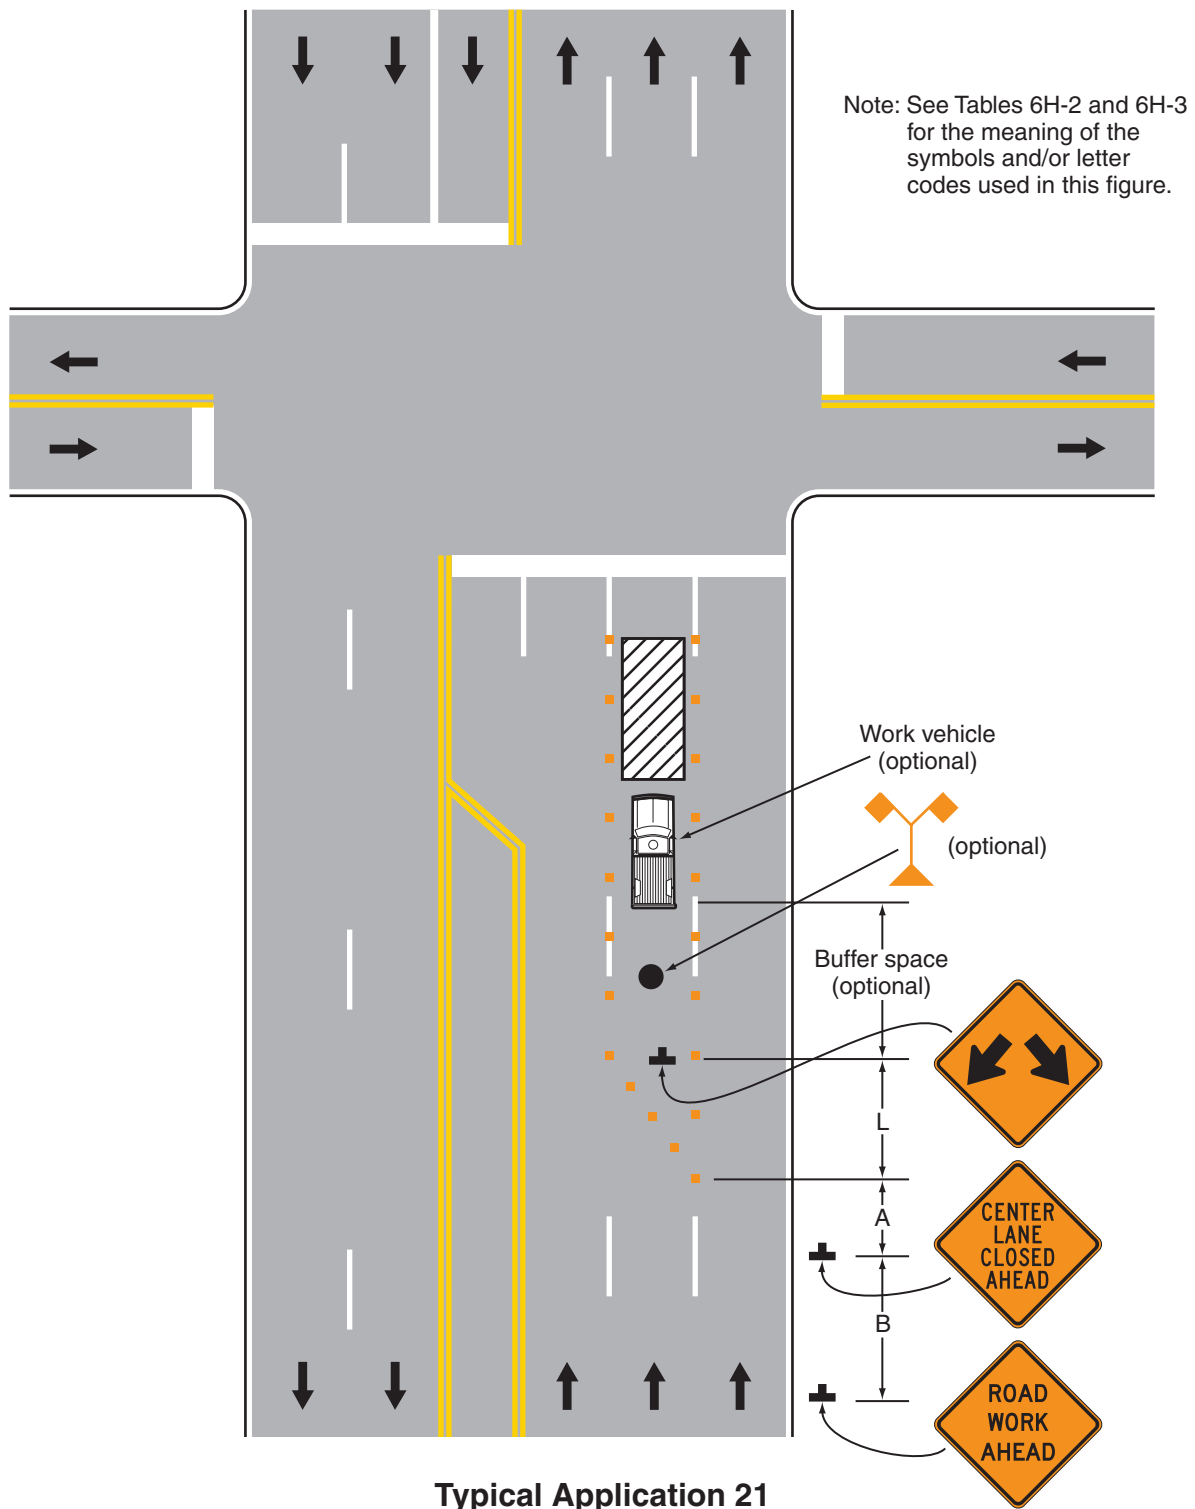 Note: See Tables 6H-2 and 6H-3
for the meaning of the
symbols and/or letter
codes used in this figure.
Work vehicle
(optional)
(optional)
Buffer space
(optional)
L
A
CENTER
LANE
CLOSED
AHEAD
B
ROAD
WORK
AHEAD
Typical Application 21